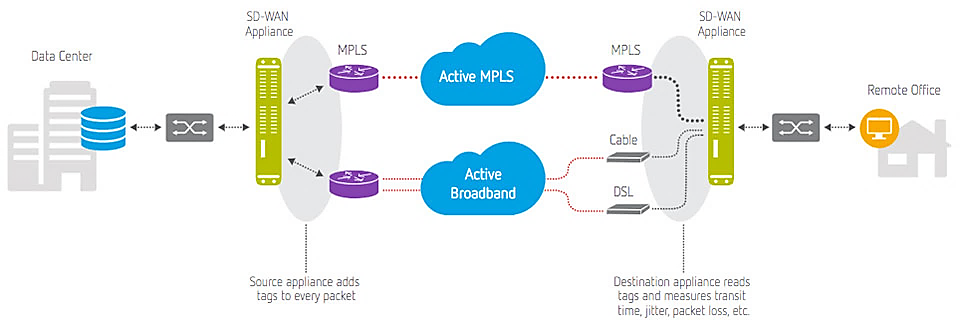 SD-WAN
Appliance
SD-WAN
Appliance
Data Center
MPLS
MPLS
Active MPLS
Remote Office
Cable
Active
Broadband
DSL
Source appliance adds
tags to every packet
Destination appliance reads
tags and measures transit
time, jitter, packet loss, etc.